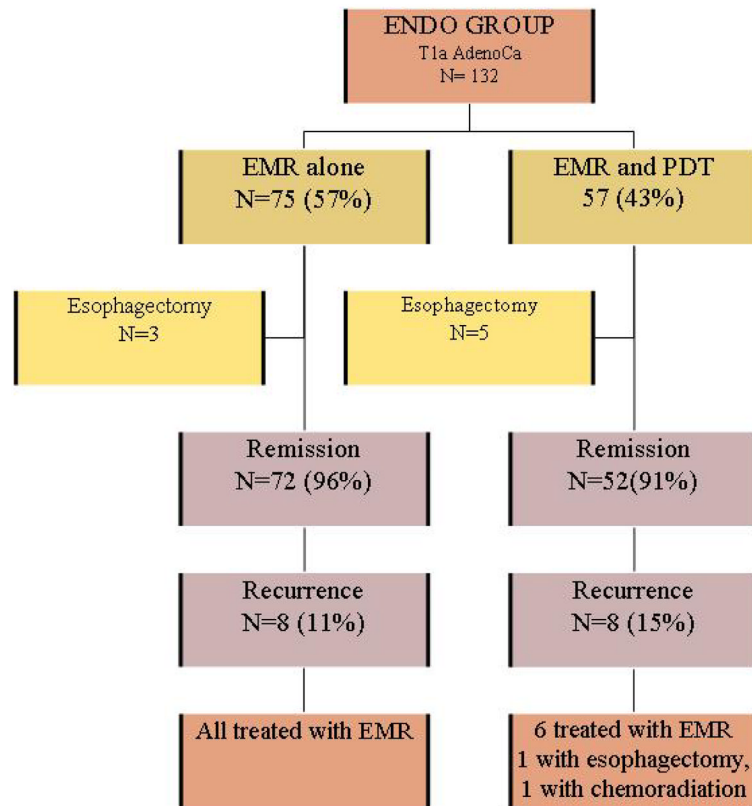 ENDO GROUP
T1a AdenoCa
N= 132
EMR alone
N=75 (57%)
EMR and PDT
57 (43%)
Esophagectomy
N=3
Esophagectomy
N=5
Remission
N=72 (96%)
Remission
N=52(91%)
Recurrence
N=8 (11%)
Recurrence
N=8 (15%)
All treated with EMR
6 treated with EMR
1 with esophagectomy,
1 with chemoradiation